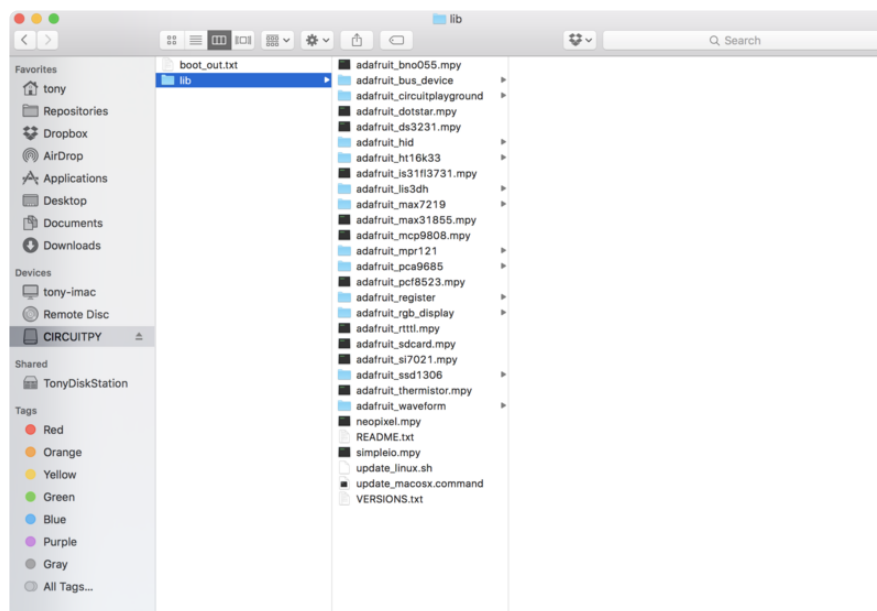 lib
Search
Favorites
tony
Repositories
Dropbox
AirDrop
Applications
Desktop
Documents
Downloads
Devices
tony-imac
Remote Disc
CIRCUITPY
Shared
TonyDiskStation
Tags
Red
Orange
Yellow
Green
Blue
Purple
Gray
All Tags...
boot_out.txt
lib
adafruit_bno055.mpy
adafruit_bus_device
adafruit_circuitplayground
adafruit_dotstar.mpy
adafruit_ds3231.mpy
adafruit_hid
adafruit_ht16k33
adafruit_is31fl3731.mpy
adafruit_lis3dh
adafruit_max7219
adafruit_max31855.mpy
adafruit_mcp9808.mpy
adafruit_mpr121
adafruit_pca9685
adafruit_pcf8523.mpy
adafruit_register
adafruit_rgb_display
adafruit_rtttl.mpy
adafruit_sdcard.mpy
adafruit_si7021.mpy
adafruit_ssd1306
adafruit_thermistor.mpy
adafruit_waveform
neopixel.mpy
README.txt
simpleio.mpy
update_linux.sh
update_macosx.command
VERSIONS.txt